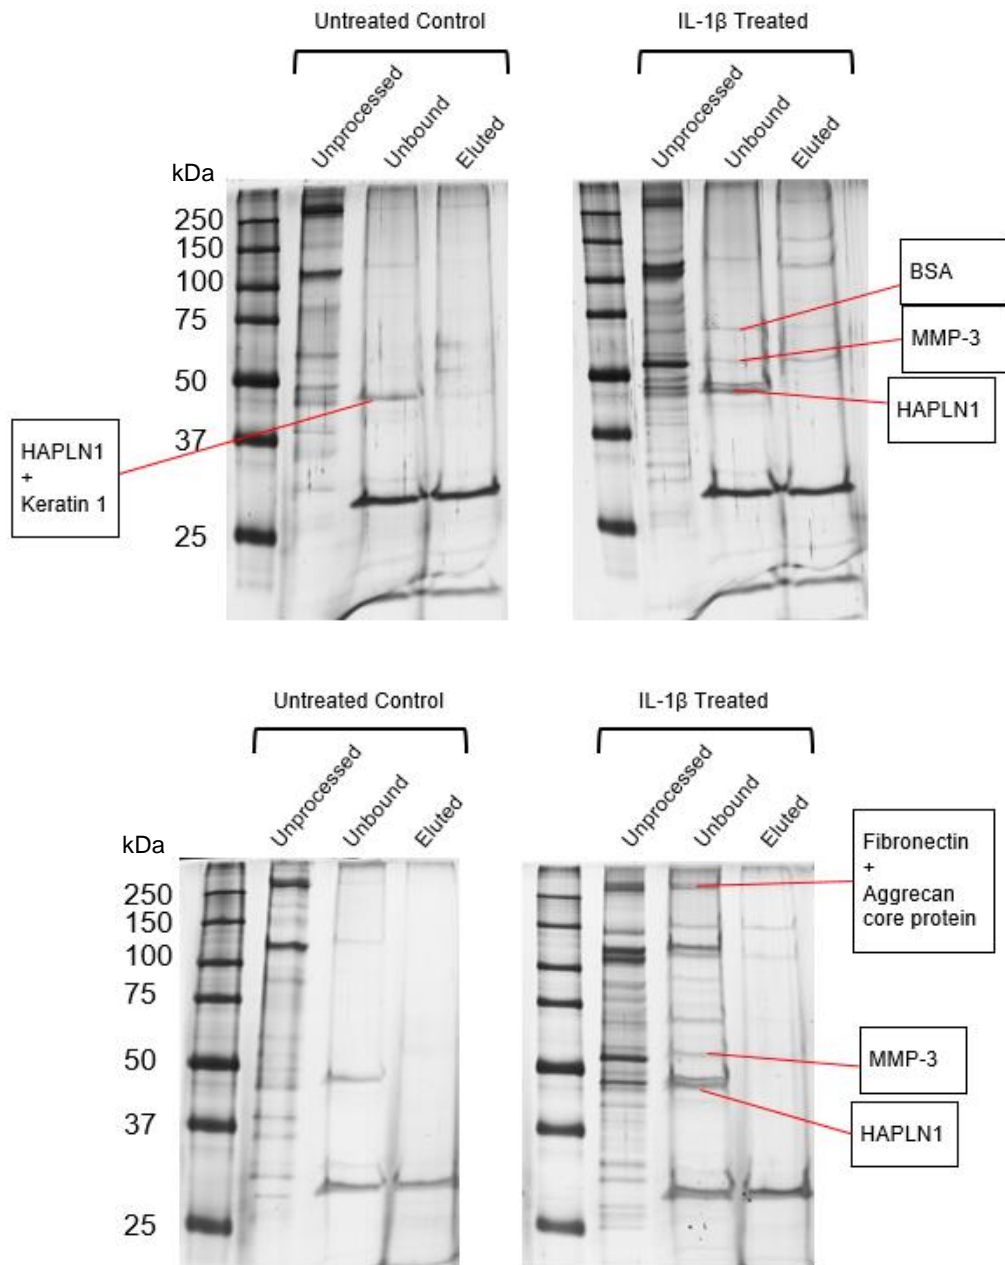 Untreated Control
IL-1β Treated
Unprocessed
Unbound
Eluted
Unprocessed
Unbound
Eluted
kDa
250
150
100
75
50
37
25
HAPLN1
+
Keratin 1
BSA
MMP-3
HAPLN1
Untreated Control
IL-1β Treated
Unprocessed
Unbound
Eluted
Unprocessed
Unbound
Eluted
kDa
250
150
100
75
50
37
25
Fibronectin
+
Aggrecan
core protein
MMP-3
HAPLN1